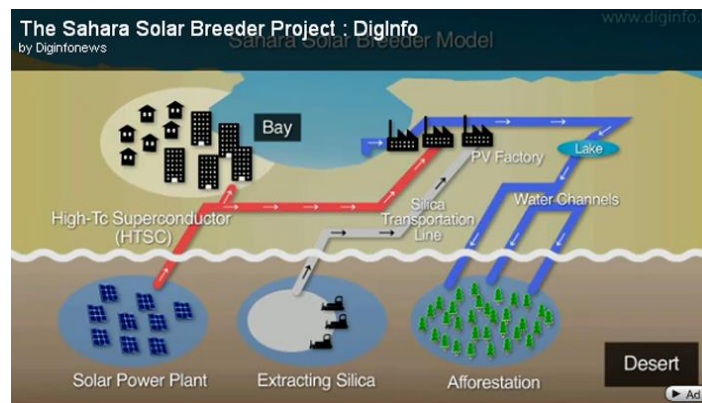 The Sahara Solar Breeder Project : DigInfo
by Diginfonews
www.diginfo.
Sahara Solar Breeder Model
Bay
PV Factory
Lake
High-Tc Superconductor
(HTSC)
Silica
Transportation
Line
Water Channels
Solar Power Plant
Extracting Silica
Afforestation
Desert
Ad